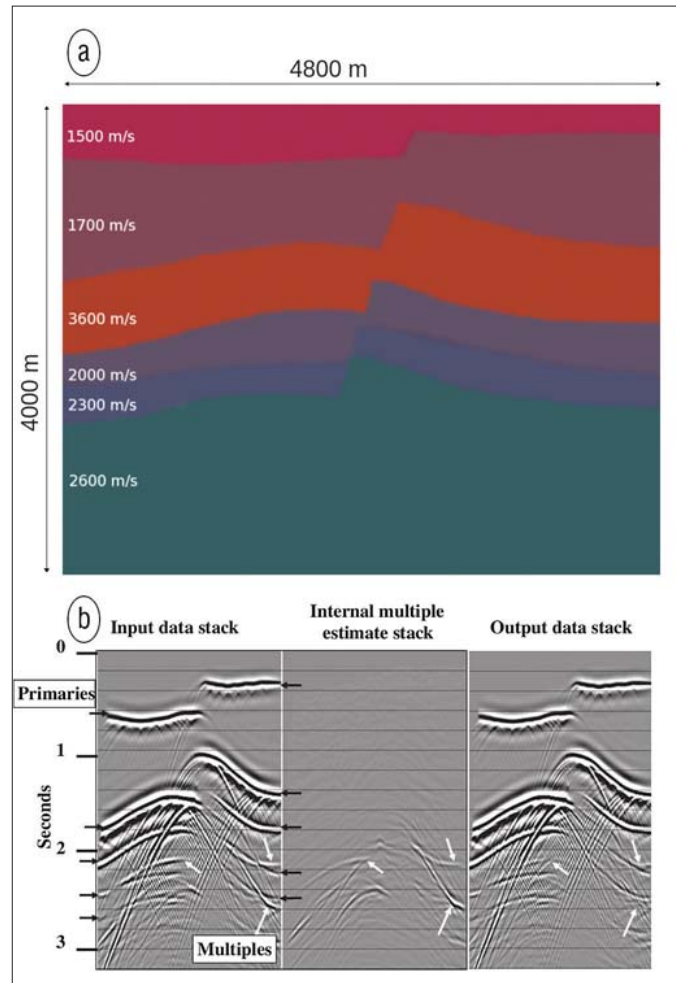 a
4800 m
4000 m
1500 m/s
1700 m/s
3600 m/s
2000 m/s
2300 m/s
2600 m/s
b
Input data stack
Internal multiple
estimate stack
Output data stack
0
Primaries
1
Seconds
2
Multiples
3